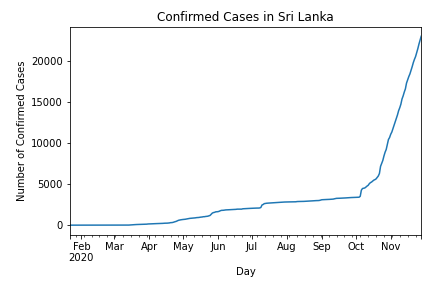 Confirmed Cases in Sri Lanka
Number of Confirmed Cases
20000
15000
10000
5000
0
Feb Mar Apr May Jun Jul Aug Sep Oct Nov
2020
Day